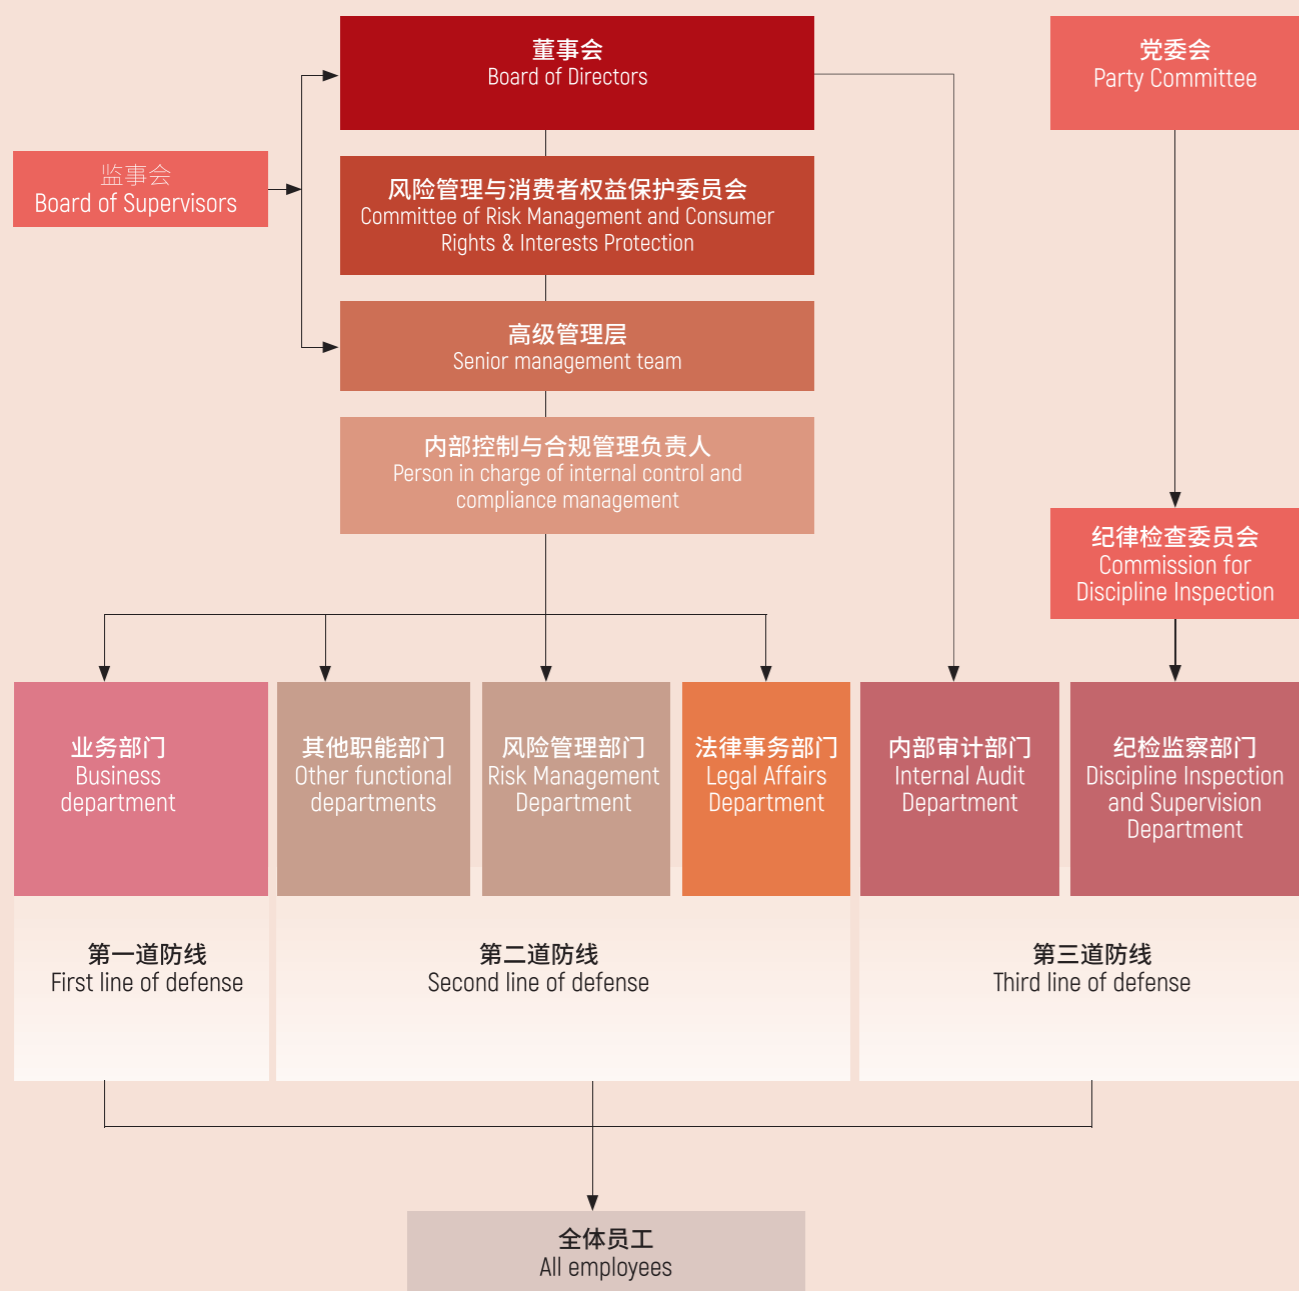 董事会
Board of Directors
党委会
Party Committee
监事会
Board of Supervisors
风险管理与消费者权益保护委员会
Committee of Risk Management and Consumer
Rights & Interests Protection
高级管理层
Senior management team
内部控制与合规管理负责人
Person in charge of internal control and
compliance management
纪律检查委员会
Commission for
Discipline Inspection
业务部门
Business
department
其他职能部门
Other functional
departments
风险管理部门
Risk Management
Department
法律事务部门
Legal Affairs
Department
内部审计部门
Internal Audit
Department
纪检监察部门
Discipline Inspection
and Supervision
Department
第一道防线
First line of defense
第二道防线
Second line of defense
第三道防线
Third line of defense
全体员工
All employees